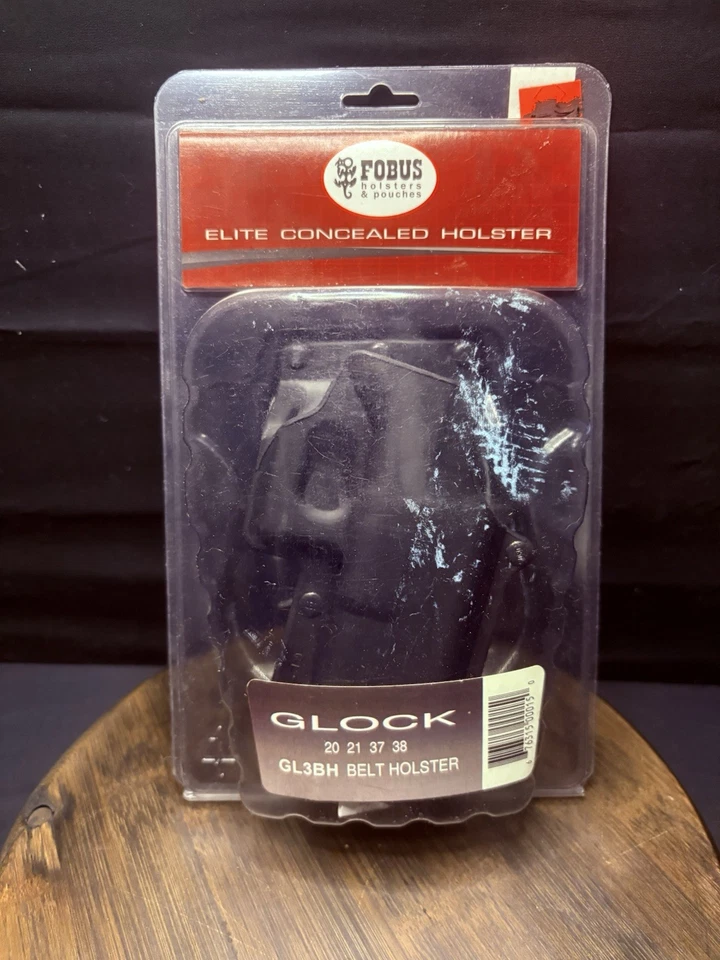 FOBUS
holsters
& pouches
ELITE CONCEALED HOLSTER
GLOCK
20 21 37 38
GL3BH BELT HOLSTER